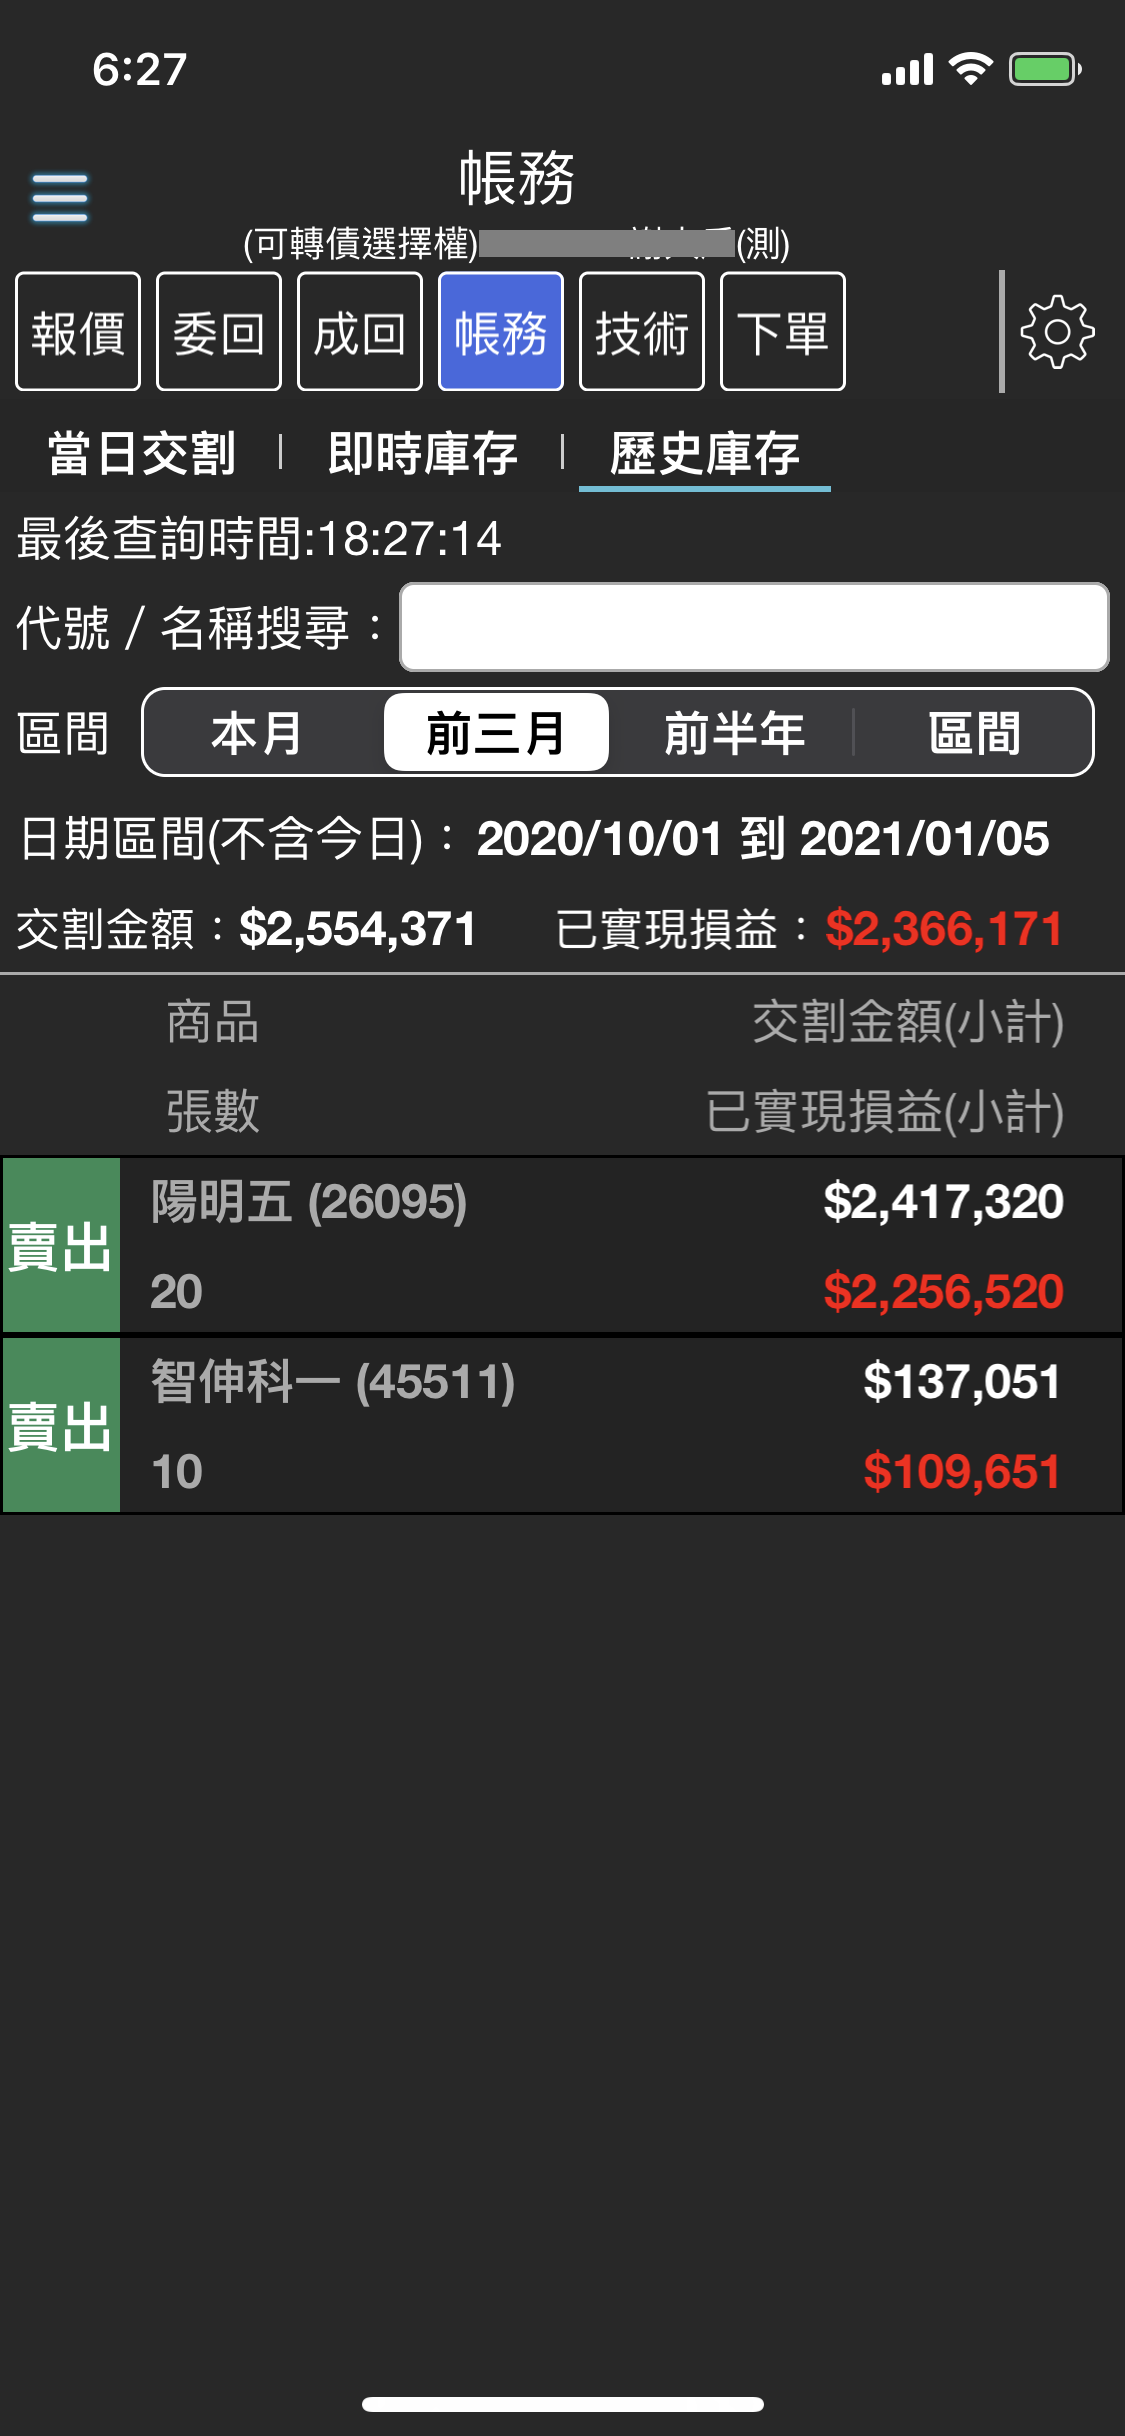 6:27
帳務
(可轉債選擇權) (測)
報價 委回 成回 帳務 技術 下單
當日交割 即時庫存 歷史庫存
最後查詢時間:18:27:14
代號 / 名稱搜尋：
區間 本月 前三月 前半年 區間
日期區間(不含今日)： 2020/10/01 到 2021/01/05
交割金額：$2,554,371 已實現損益：$2,366,171
商品 交割金額(小計)
張數 已實現損益(小計)
賣出
陽明五 (26095) $2,417,320
20 $2,256,520
賣出
智伸科一 (45511) $137,051
10 $109,651